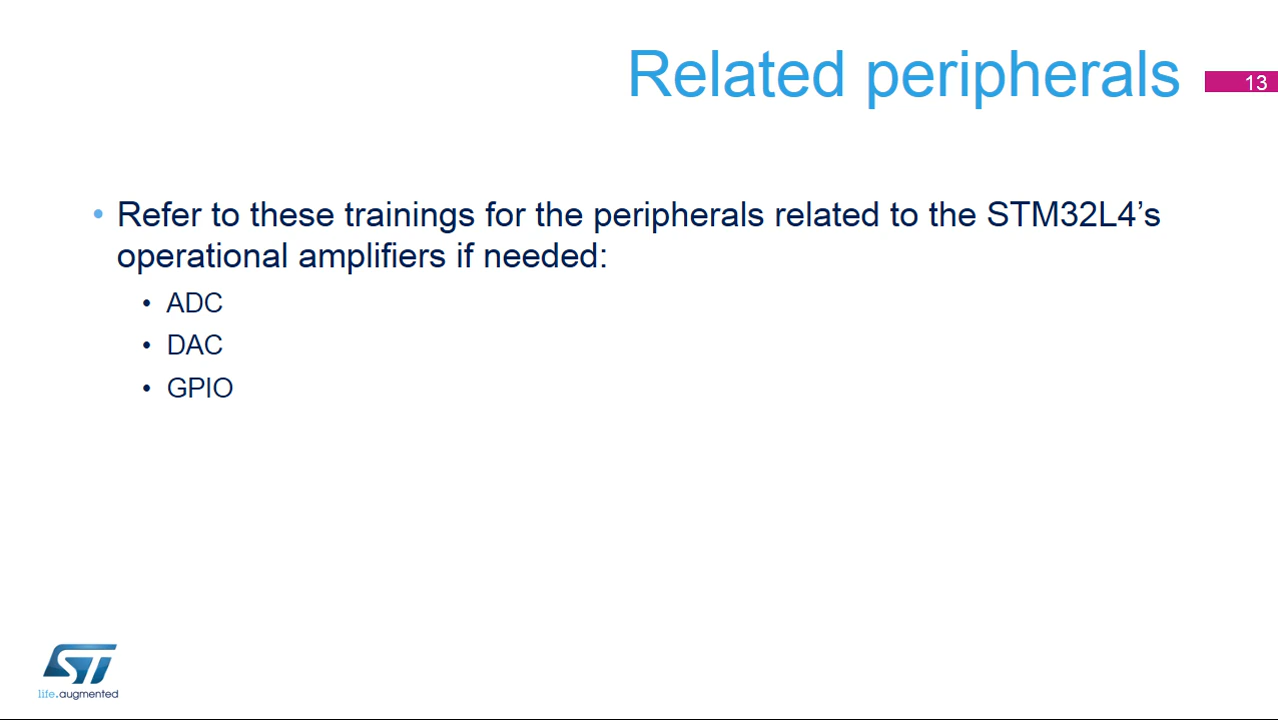 Related peripherals
13
• Refer to these trainings for the peripherals related to the STM32L4’s
operational amplifiers if needed:
• ADC
• DAC
• GPIO
ST
life.augmented